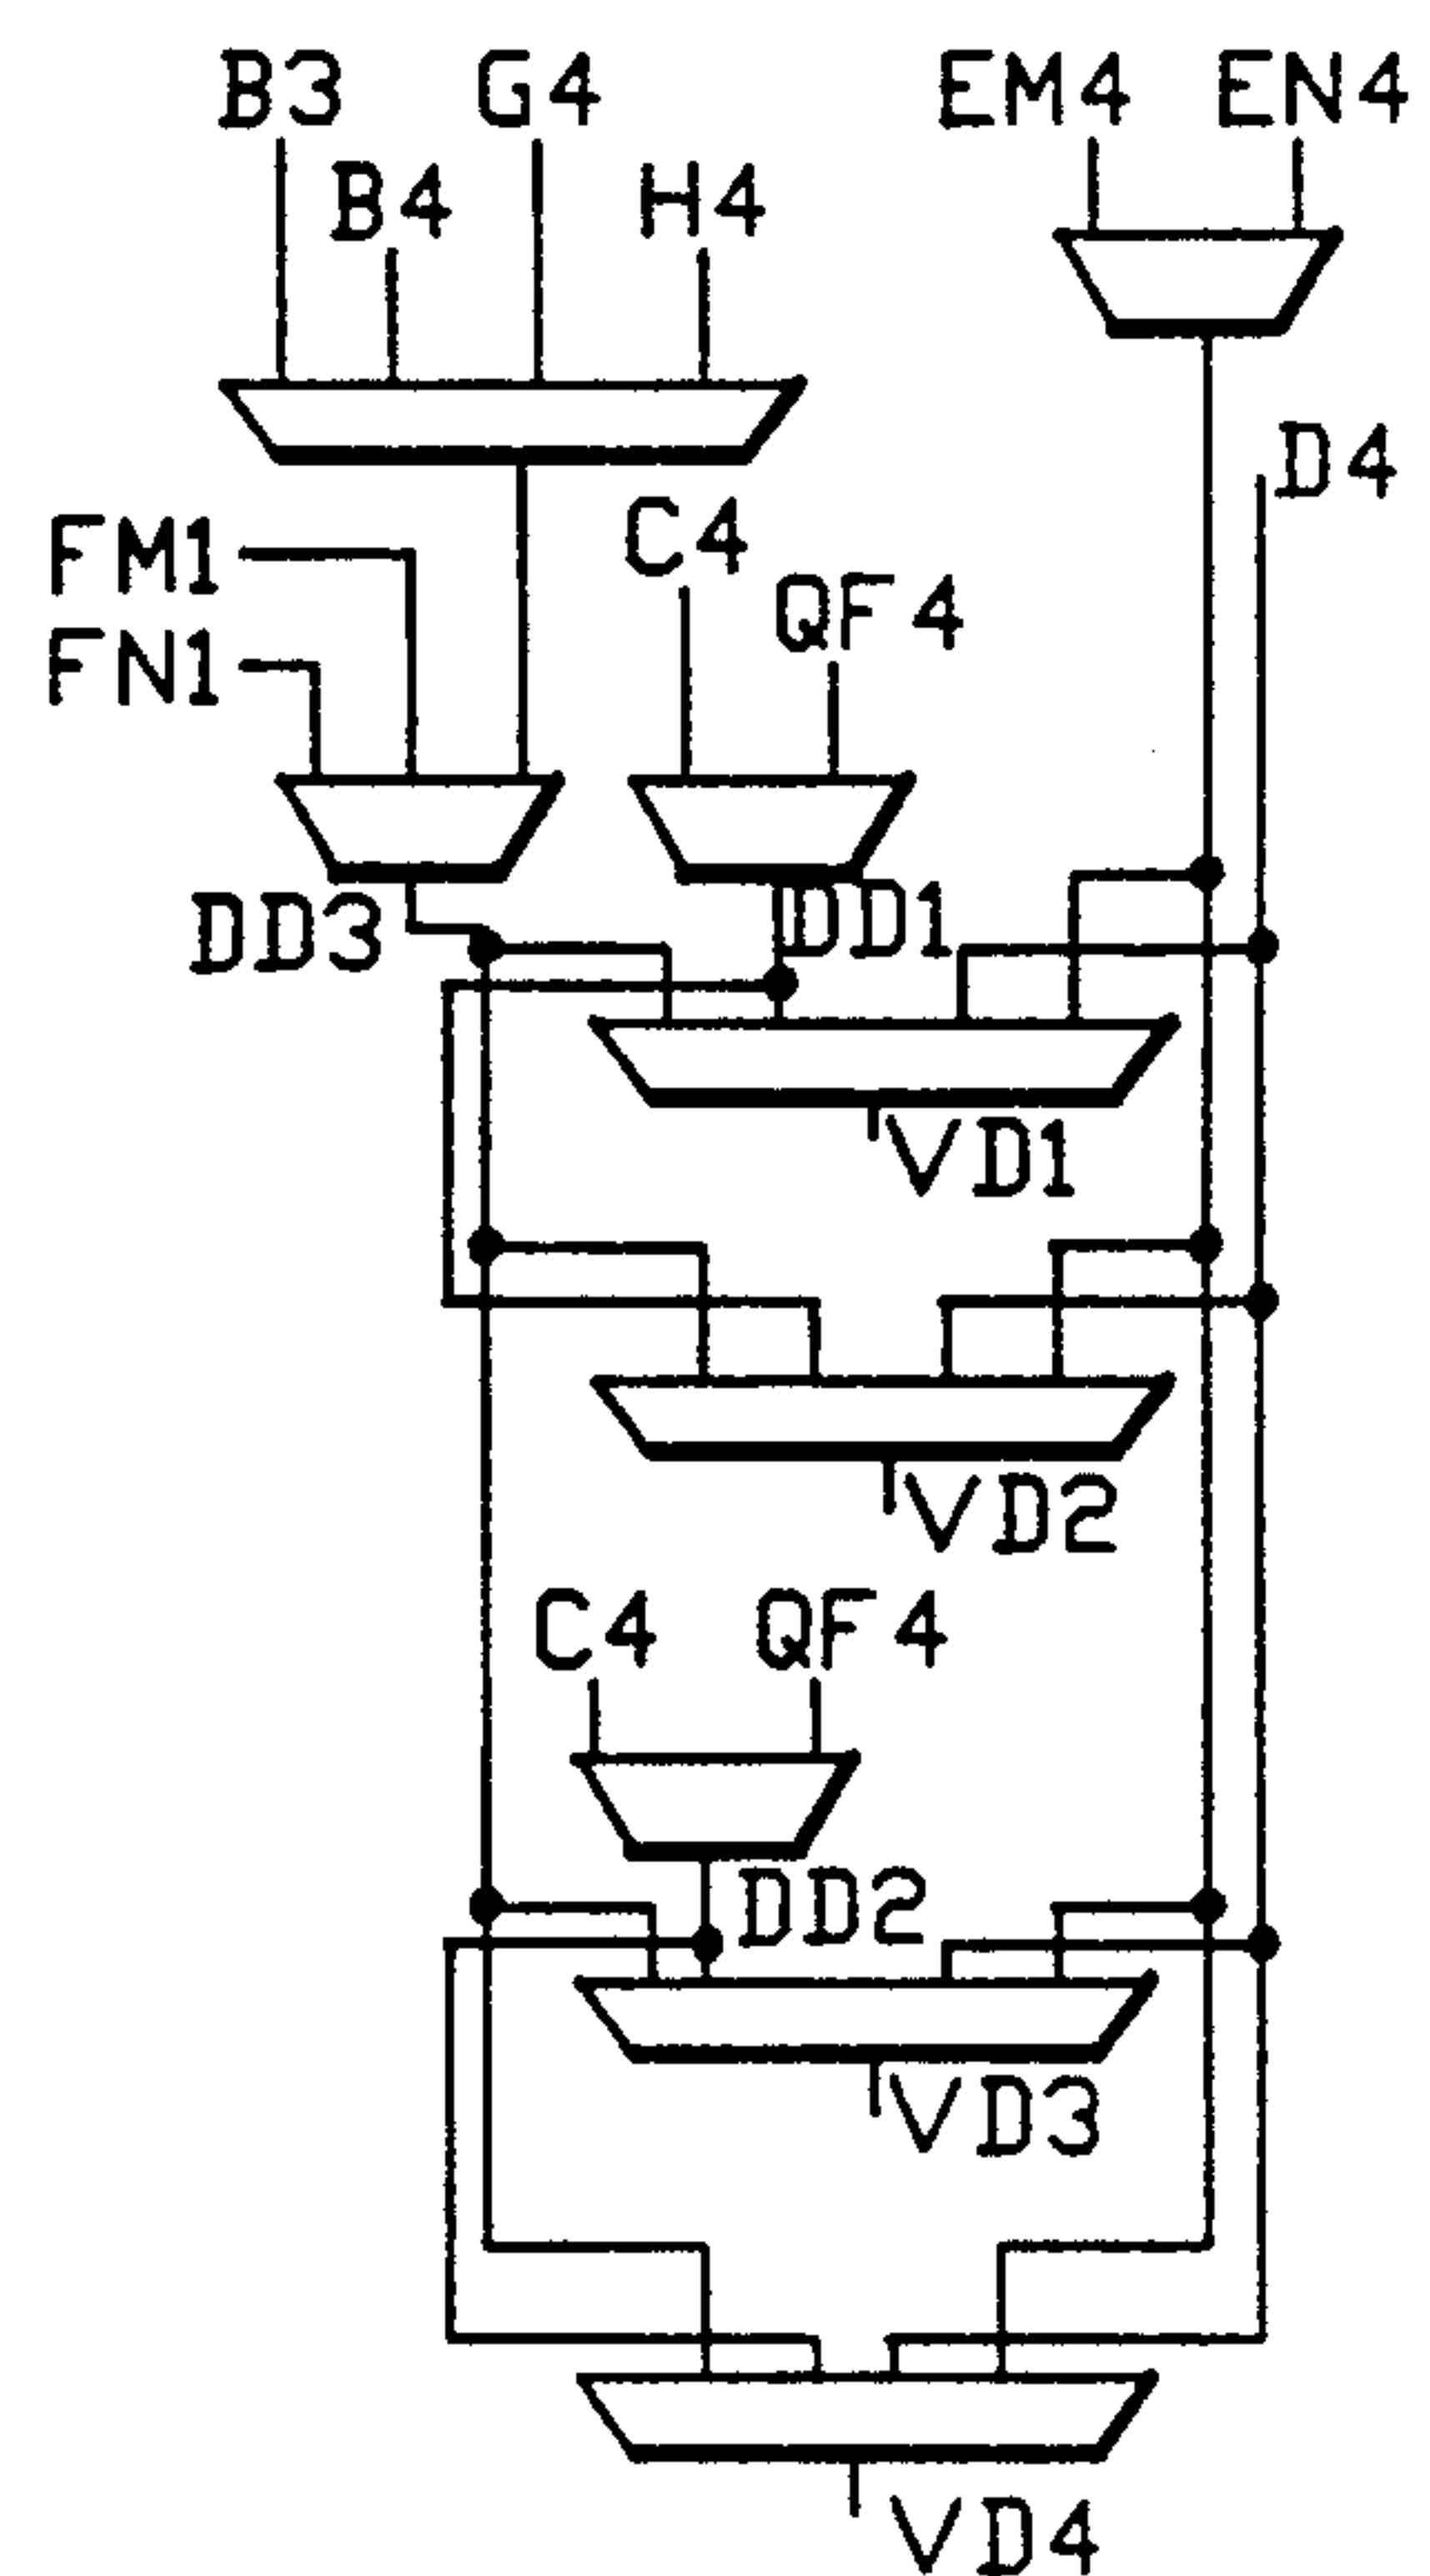 B3 G4 EM4 EN4
B4 H4
D4
FM1 C4
QF4
FN1
DD3 DD1
VD1
VD2
C4 QF4
DD2
VD3
VD4